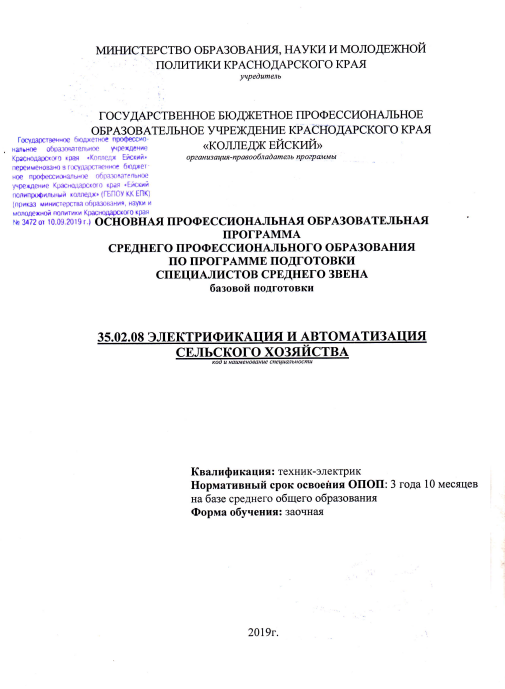 МИНИСТЕРСТВО ОБРАЗОВАНИЯ, НАУКИ И МОЛОДЕЖНОЙ
ПОЛИТИКИ КРАСНОДАРСКОГО КРАЯ
учредитель
ГОСУДАРСТВЕННОЕ БЮДЖЕТНОЕ ПРОФЕССИОНАЛЬНОЕ
ОБРАЗОВАТЕЛЬНОЕ УЧРЕЖДЕНИЕ КРАСНОДАРСКОГО КРАЯ
«КОЛЛЕДЖ ЕЙСКИЙ»
организация-правообладатель программы
Государственное бюджетное профессио-
нальное образовательное учреждение
Краснодарского края «Колледж Ейский»
переименовано в государственное бюджет-
ное профессиональное образовательное
учреждение Краснодарского края «Ейский
полипрофильный колледж» (ГБПОУ КК ЕПК)
(приказ министерства образования, науки и
молодежной политики Краснодарского края
№ 3472 от 10.09.2019 г.)
ОСНОВНАЯ ПРОФЕССИОНАЛЬНАЯ ОБРАЗОВАТЕЛЬНАЯ
ПРОГРАММА
СРЕДНЕГО ПРОФЕССИОНАЛЬНОГО ОБРАЗОВАНИЯ
ПО ПРОГРАММЕ ПОДГОТОВКИ
СПЕЦИАЛИСТОВ СРЕДНЕГО ЗВЕНА
базовой подготовки
35.02.08 ЭЛЕКТРИФИКАЦИЯ И АВТОМАТИЗАЦИЯ
СЕЛЬСКОГО ХОЗЯЙСТВА
код и наименование специальности
Квалификация: техник-электрик
Нормативный срок освоения ОПОП: 3 года 10 месяцев
на базе среднего общего образования
Форма обучения: заочная
2019г.